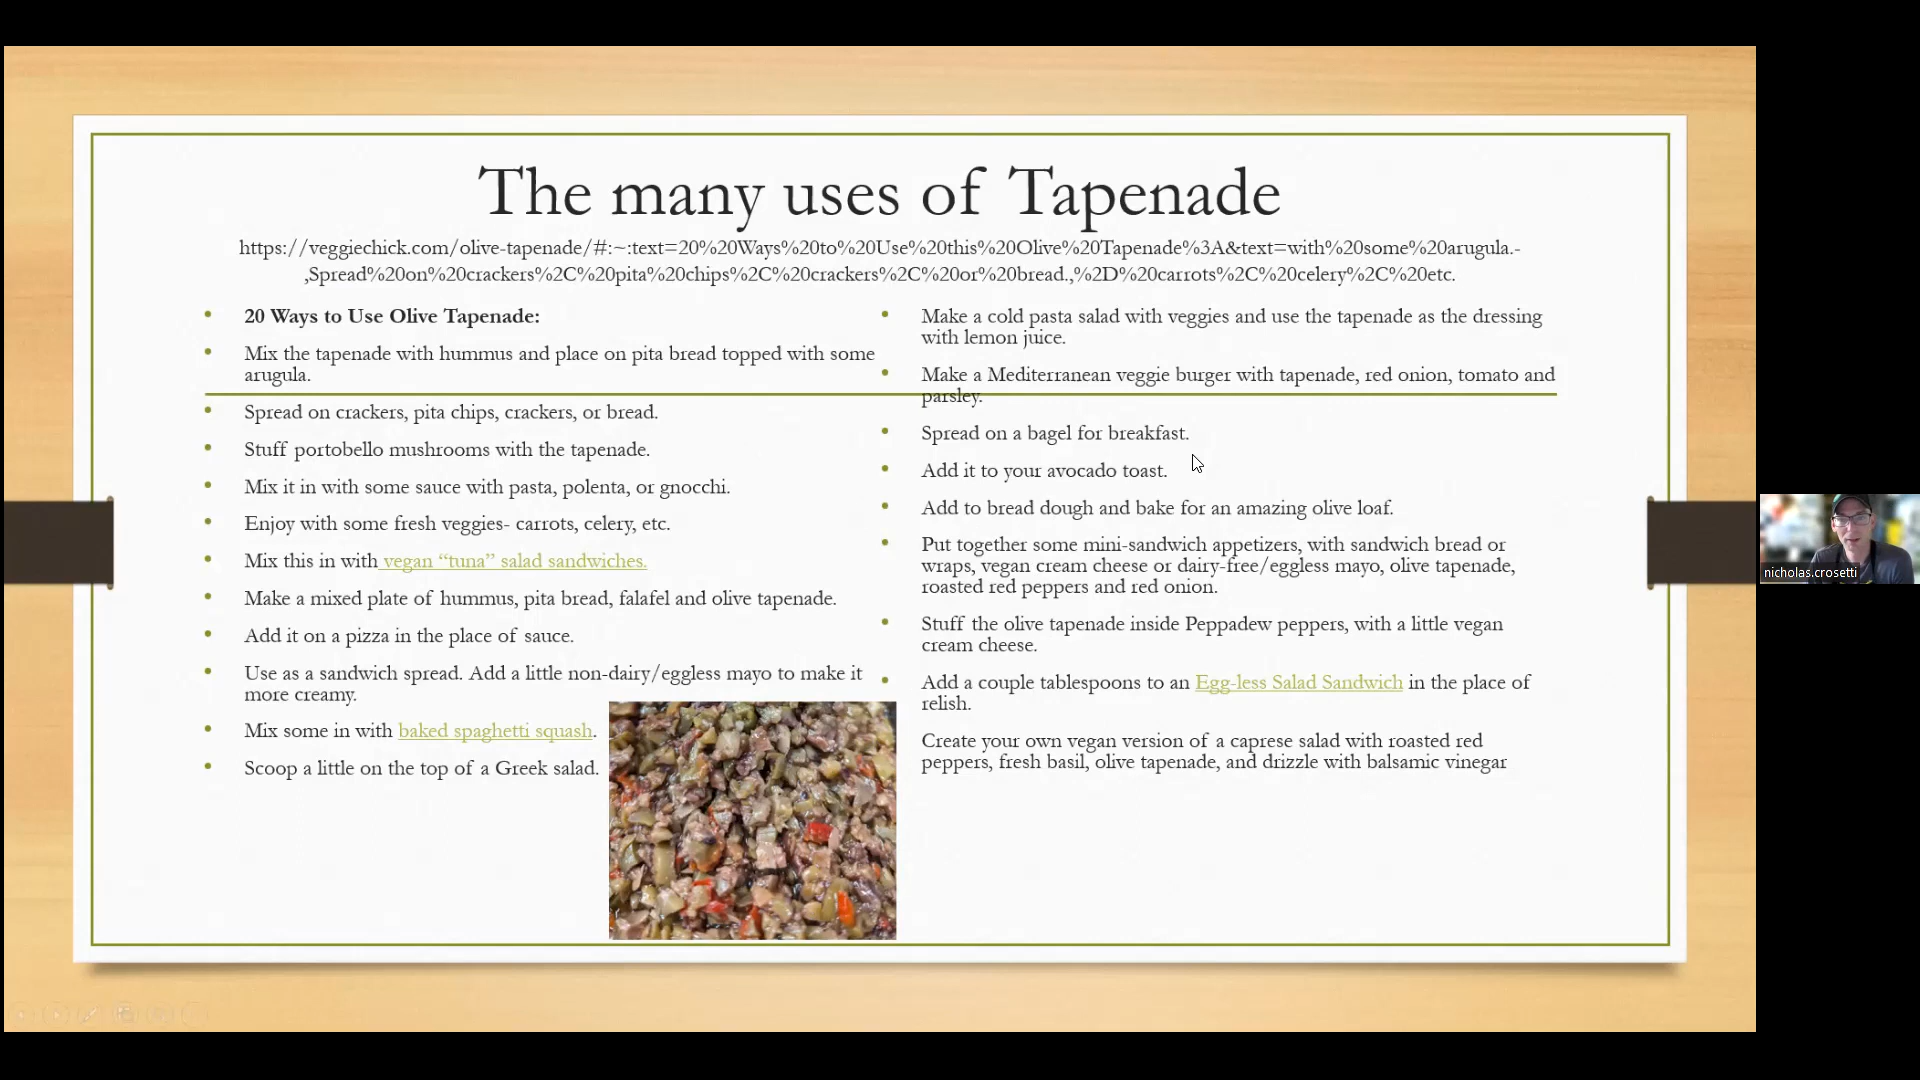 The many uses of Tapenade
https://veggiechick.com/olive-tapenade/#:~:text=20%20Ways%20to%20Use%20this%20Olive%20Tapenade%3A&text=with%20some%20arugula.-
,Spread%20on%20crackers%2C%20pita%20chips%2C%20crackers%2C%20or%20bread.,%2D%20carrots%2C%20celery%2C%20etc.
20 Ways to Use Olive Tapenade:
Mix the tapenade with hummus and place on pita bread topped with some
arugula.
Spread on crackers, pita chips, crackers, or bread.
Stuff portobello mushrooms with the tapenade.
Mix it in with some sauce with pasta, polenta, or gnocchi.
Enjoy with some fresh veggies- carrots, celery, etc.
Mix this in with vegan “tuna” salad sandwiches.
Make a mixed plate of hummus, pita bread, falafel and olive tapenade.
Add it on a pizza in the place of sauce.
Use as a sandwich spread. Add a little non-dairy/eggless mayo to make it
more creamy.
Mix some in with baked spaghetti squash.
Scoop a little on the top of a Greek salad.
Make a cold pasta salad with veggies and use the tapenade as the dressing
with lemon juice.
Make a Mediterranean veggie burger with tapenade, red onion, tomato and
parsley.
Spread on a bagel for breakfast.
Add it to your avocado toast.
Add to bread dough and bake for an amazing olive loaf.
Put together some mini-sandwich appetizers, with sandwich bread or
wraps, vegan cream cheese or dairy-free/eggless mayo, olive tapenade,
roasted red peppers and red onion.
Stuff the olive tapenade inside Peppadew peppers, with a little vegan
cream cheese.
Add a couple tablespoons to an Egg-less Salad Sandwich in the place of
relish.
Create your own vegan version of a caprese salad with roasted red
peppers, fresh basil, olive tapenade, and drizzle with balsamic vinegar
nicholas.crosetti